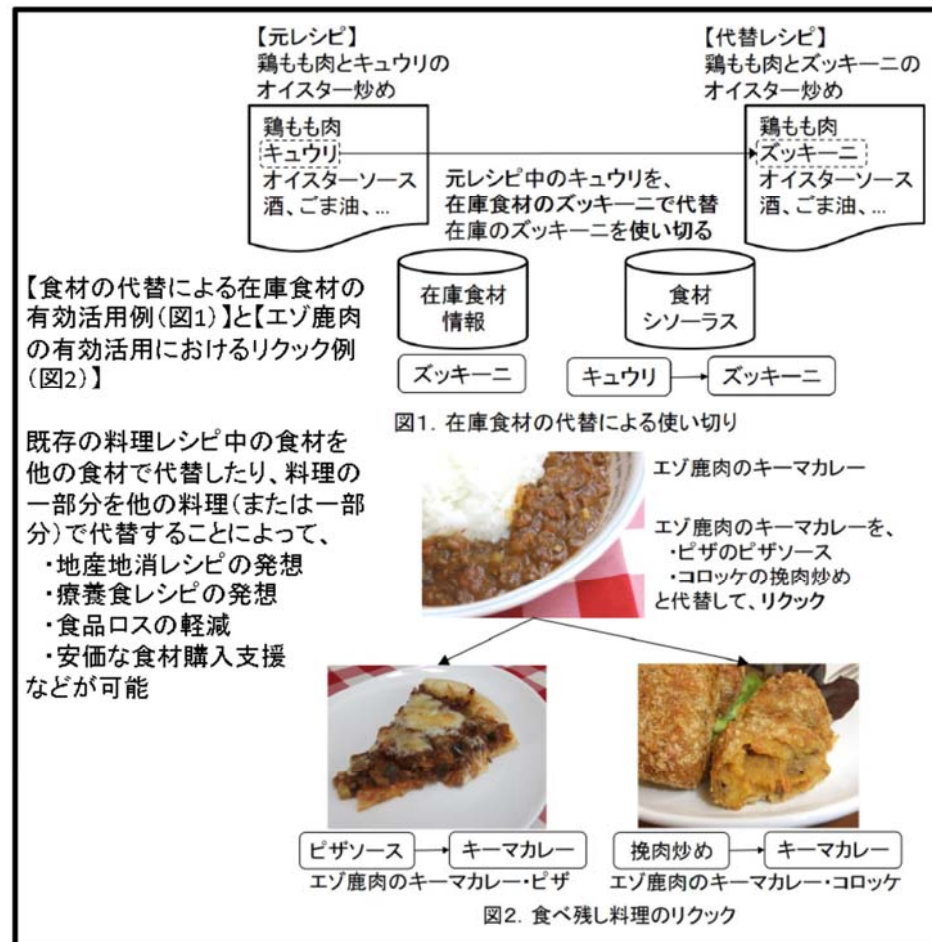 【元レシピ】
鶏もも肉とキュウリの
オイスター炒め
鶏もも肉
キュウリ
オイスターソース
酒、ごま油、...
【代替レシピ】
鶏もも肉とズッキーニの
オイスター炒め
鶏もも肉
ズッキーニ
オイスターソース
酒、ごま油、...
元レシピ中のキュウリを、
在庫食材のズッキーニで代替
在庫のズッキーニを使い切る
在庫食材
情報
食材
シソーラス
ズッキーニ
キュウリ
ズッキーニ
図1. 在庫食材の代替による使い切り
【食材の代替による在庫食材の
有効活用例(図1)】と【エゾ鹿肉
の有効活用におけるリクック例
(図2)】
既存の料理レシピ中の食材を
他の食材で代替したり、料理の
一部分を他の料理(または一部
分)で代替することによって、
・地産地消レシピの発想
・療養食レシピの発想
・食品ロスの軽減
・安価な食材購入支援
などが可能
エゾ鹿肉のキーマカレー
エゾ鹿肉のキーマカレーを、
・ピザのピザソース
・コロッケの挽肉炒め
と代替して、リクック
ピザソース
キーマカレー
エゾ鹿肉のキーマカレー・ピザ
挽肉炒め
キーマカレー
エゾ鹿肉のキーマカレー・コロッケ
図2. 食べ残し料理のリクック